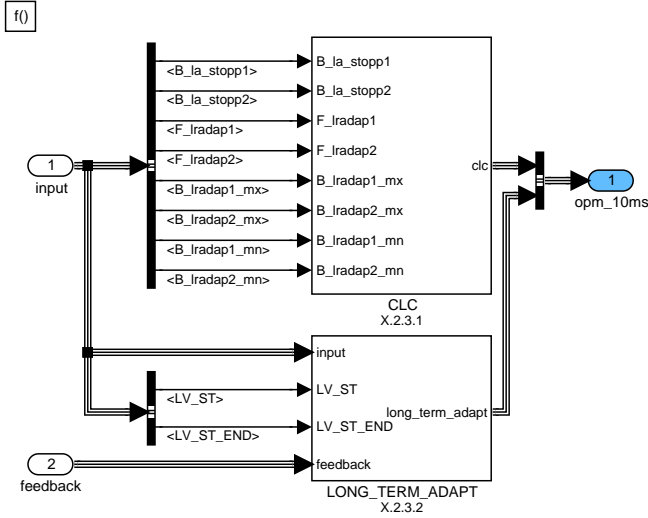 f()
B_la_stopp1
<B_la_stopp1>
B_la_stopp2
<B_la_stopp2>
F_lradap1
<F_lradap1>
F_lradap2
<F_lradap2>
B_lradap1_mx
<B_lradap1_mx>
B_lradap2_mx
<B_lradap2_mx>
B_lradap1_mn
<B_lradap1_mn>
B_lradap2_mn
<B_lradap2_mn>
clc
CLC
X.2.3.1
1
input
1
opm_10ms
input
LV_ST
<LV_ST>
LV_ST_END
<LV_ST_END>
long_term_adapt
feedback
2
feedback
LONG_TERM_ADAPT
X.2.3.2